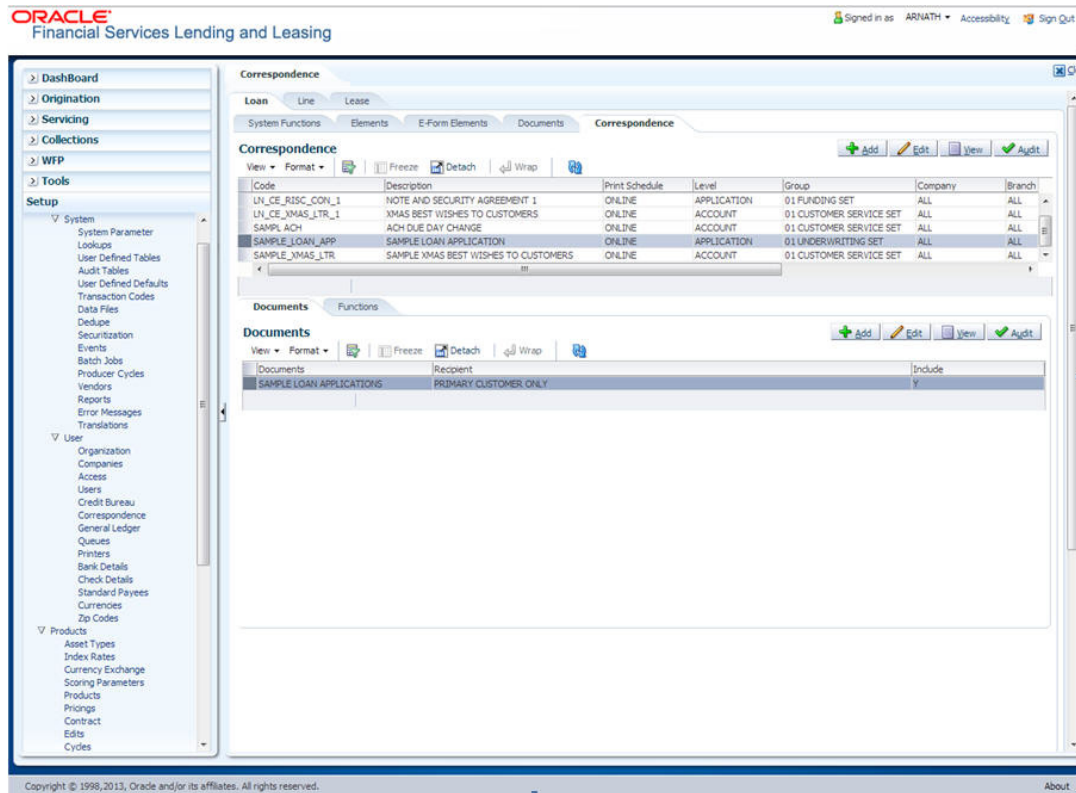 ORACLE
Financial Services Lending and Leasing
Signed in as ARNATH Accessibility Sign Out
DashBoard
Origination
Servicing
Collections
WFP
Tools
Setup
System
System Parameter
Lookups
User Defined Tables
Audit Tables
User Defined Defaults
Transaction Codes
Data Files
Dedupe
Securitization
Events
Batch Jobs
Producer Cycles
Vendors
Reports
Error Messages
Translations
User
Organization
Companies
Access
Users
Credit Bureau
Correspondence
General Ledger
Queues
Printers
Bank Details
Check Details
Standard Payees
Currencies
Zip Codes
Products
Asset Types
Index Rates
Currency Exchange
Scoring Parameters
Products
Pricings
Contract
Edits
Cycles
Correspondence
Loan Line Lease
System Functions Elements E-Form Elements Documents Correspondence
Correspondence Add Edit View Audit
View Format Freeze Detach Wrap
Code Description Print Schedule Level Group Company Branch
LN_CE_RISC_CON_1 NOTE AND SECURITY AGREEMENT 1 ONLINE APPLICATION 01 FUNDING SET ALL ALL
LN_CE_XMAS_LTR_1 XMAS BEST WISHES TO CUSTOMERS ONLINE ACCOUNT 01 CUSTOMER SERVICE SET ALL ALL
SAMPL ACH ACH DUE DAY CHANGE ONLINE ACCOUNT 01 CUSTOMER SERVICE SET ALL ALL
SAMPLE_LOAN_APP SAMPLE LOAN APPLICATION ONLINE APPLICATION 01 UNDERWRITING SET ALL ALL
SAMPLE_XMAS_LTR SAMPLE XMAS BEST WISHES TO CUSTOMERS ONLINE ACCOUNT 01 CUSTOMER SERVICE SET ALL ALL
Documents Functions
Documents Add Edit View Audit
View Format Freeze Detach Wrap
Documents Recipient Include
SAMPLE LOAN APPLICATIONS PRIMARY CUSTOMER ONLY Y
Copyright © 1998,2013, Oracle and/or its affiliates. All rights reserved. About